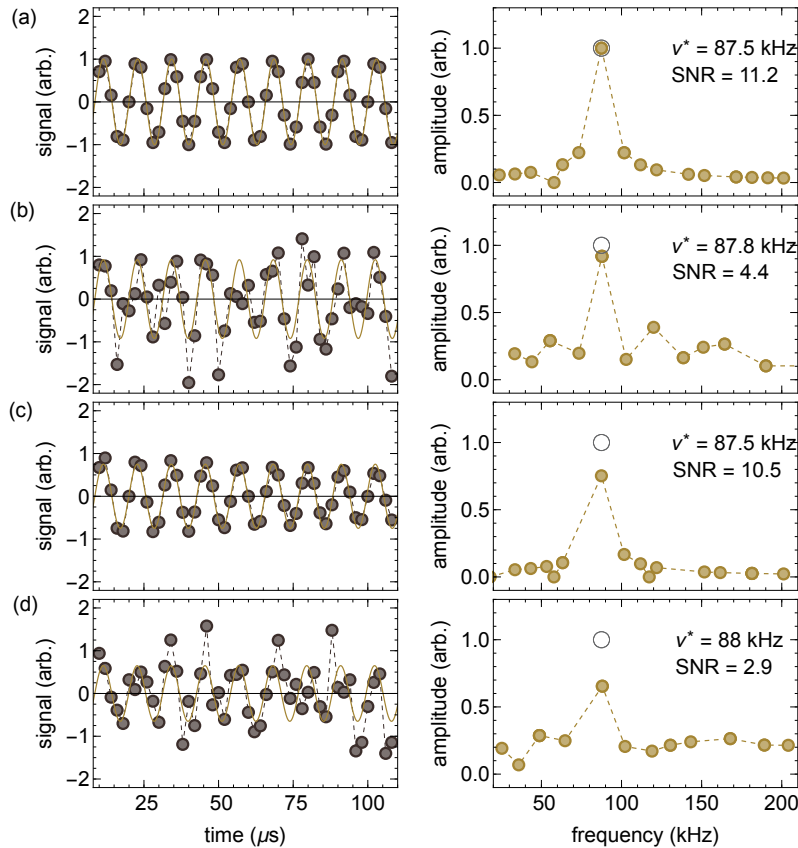 (a)
signal (arb.)
2
1
0
−1
−2
amplitude (arb.)
1.0
0.5
0.0
ν* = 87.5 kHz
SNR = 11.2
(b)
signal (arb.)
2
1
0
−1
−2
amplitude (arb.)
1.0
0.5
0.0
ν* = 87.8 kHz
SNR = 4.4
(c)
signal (arb.)
2
1
0
−1
−2
amplitude (arb.)
1.0
0.5
0.0
ν* = 87.5 kHz
SNR = 10.5
(d)
signal (arb.)
2
1
0
−1
−2
amplitude (arb.)
1.0
0.5
0.0
ν* = 88 kHz
SNR = 2.9
25 50 75 100
time (μs)
50 100 150 200
frequency (kHz)